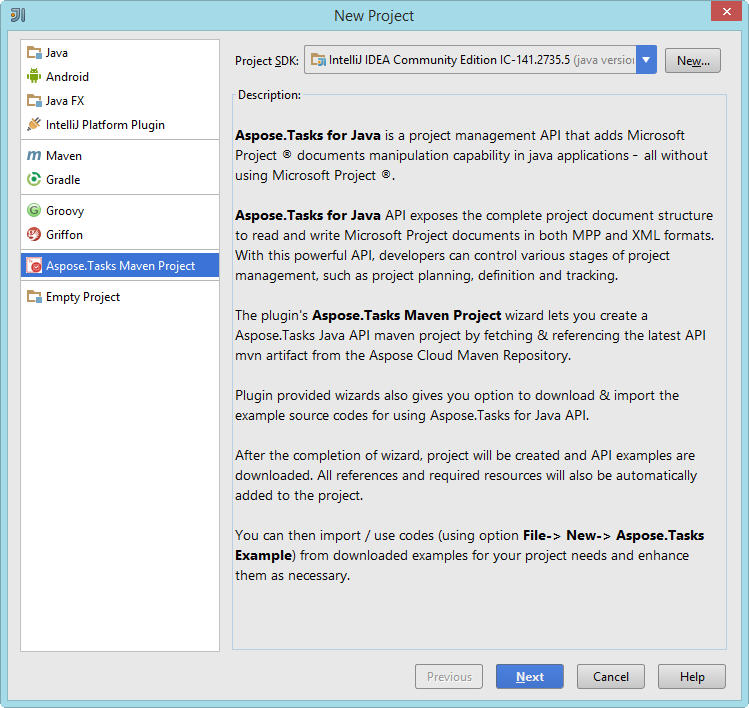 New Project
Java
Android
Java FX
IntelliJ Platform Plugin
Maven
Gradle
Groovy
Griffon
Aspose.Tasks Maven Project
Empty Project
Project SDK: IntelliJ IDEA Community Edition IC-141.2735.5 (java version New...
Description:
Aspose.Tasks for Java is a project management API that adds Microsoft
Project ® documents manipulation capability in java applications - all without
using Microsoft Project ®.
Aspose.Tasks for Java API exposes the complete project document structure
to read and write Microsoft Project documents in both MPP and XML formats.
With this powerful API, developers can control various stages of project
management, such as project planning, definition and tracking.
The plugin's Aspose.Tasks Maven Project wizard lets you create a
Aspose.Tasks Java API maven project by fetching & referencing the latest API
mvn artifact from the Aspose Cloud Maven Repository.
Plugin provided wizards also gives you option to download & import the
example source codes for using Aspose.Tasks for Java API.
After the completion of wizard, project will be created and API examples are
downloaded. All references and required resources will also be automatically
added to the project.
You can then import / use codes (using option File-> New-> Aspose.Tasks
Example) from downloaded examples for your project needs and enhance
them as necessary.
Previous Next Cancel Help